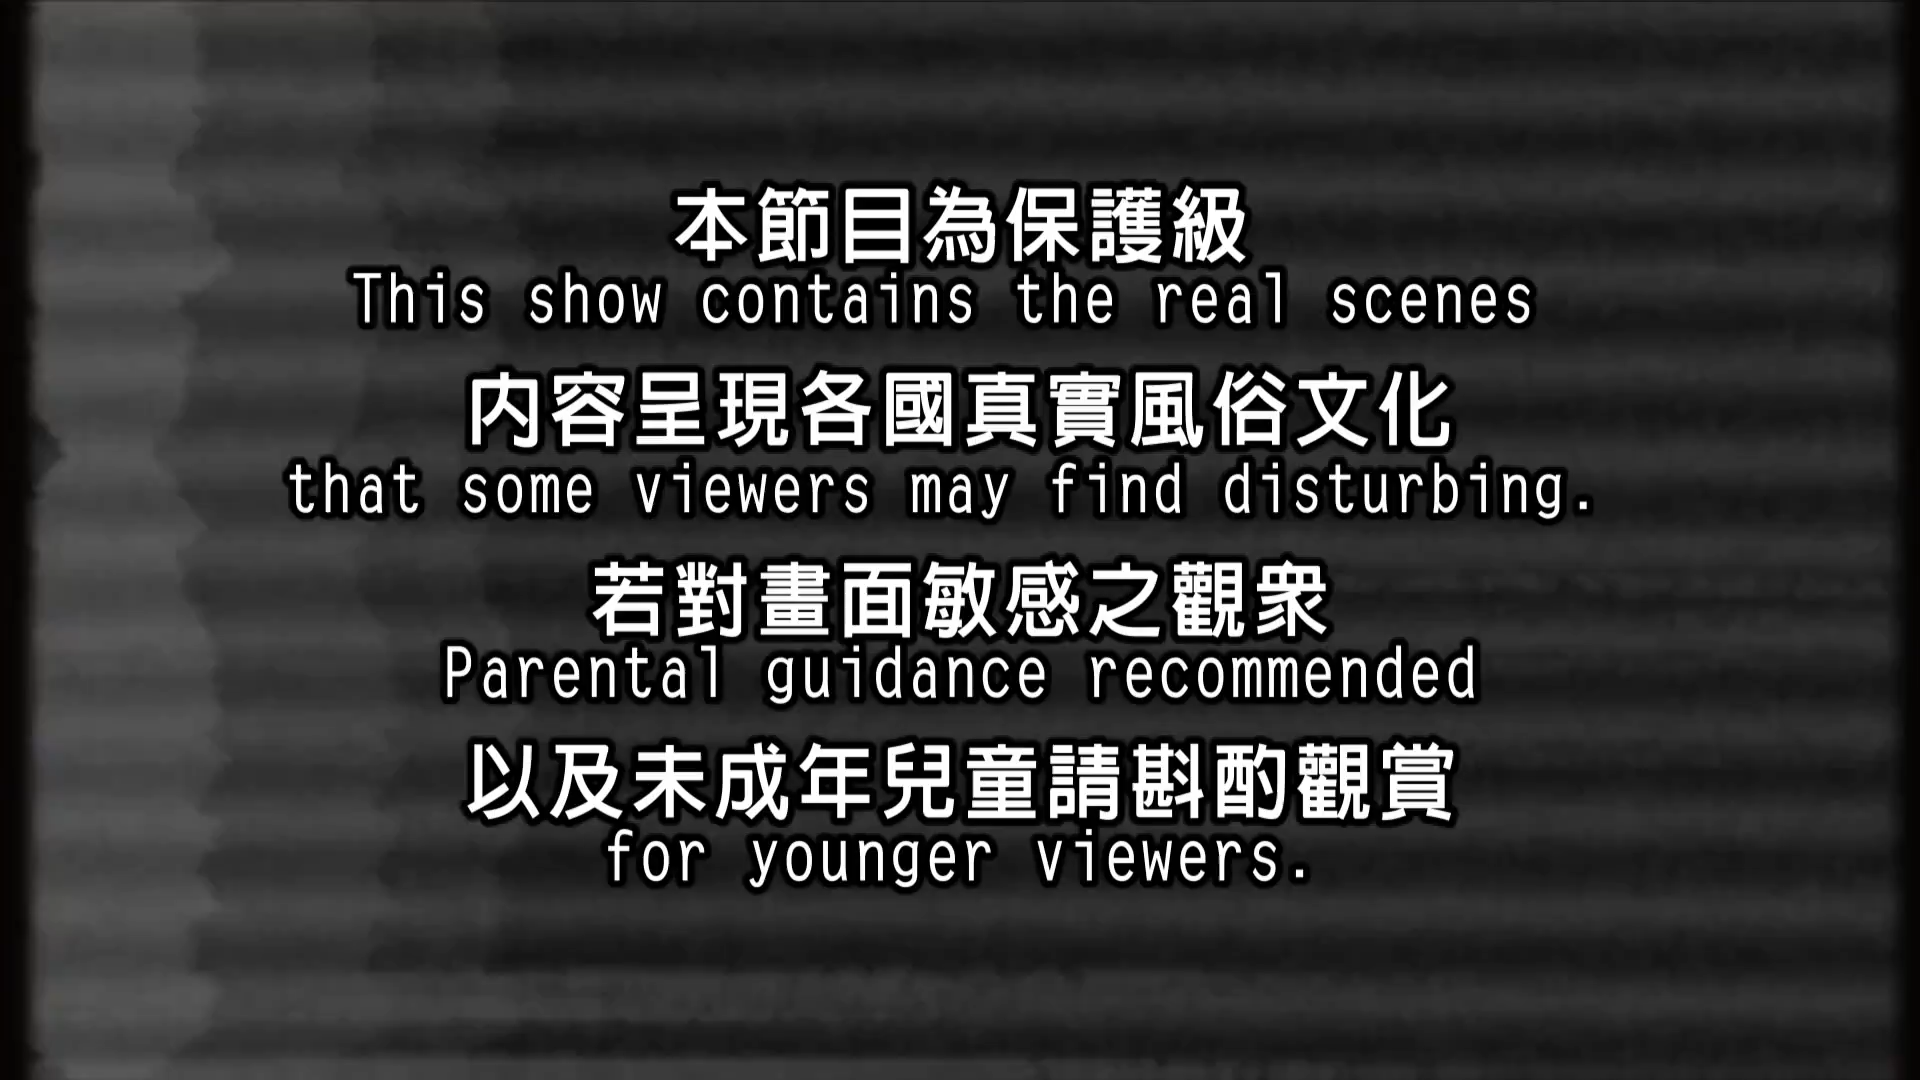 本節目為保護級
This show contains the real scenes
內容呈現各國真實風俗文化
that some viewers may find disturbing.
若對畫面敏感之觀眾
Parental guidance recommended
以及未成年兒童請斟酌觀賞
for younger viewers.